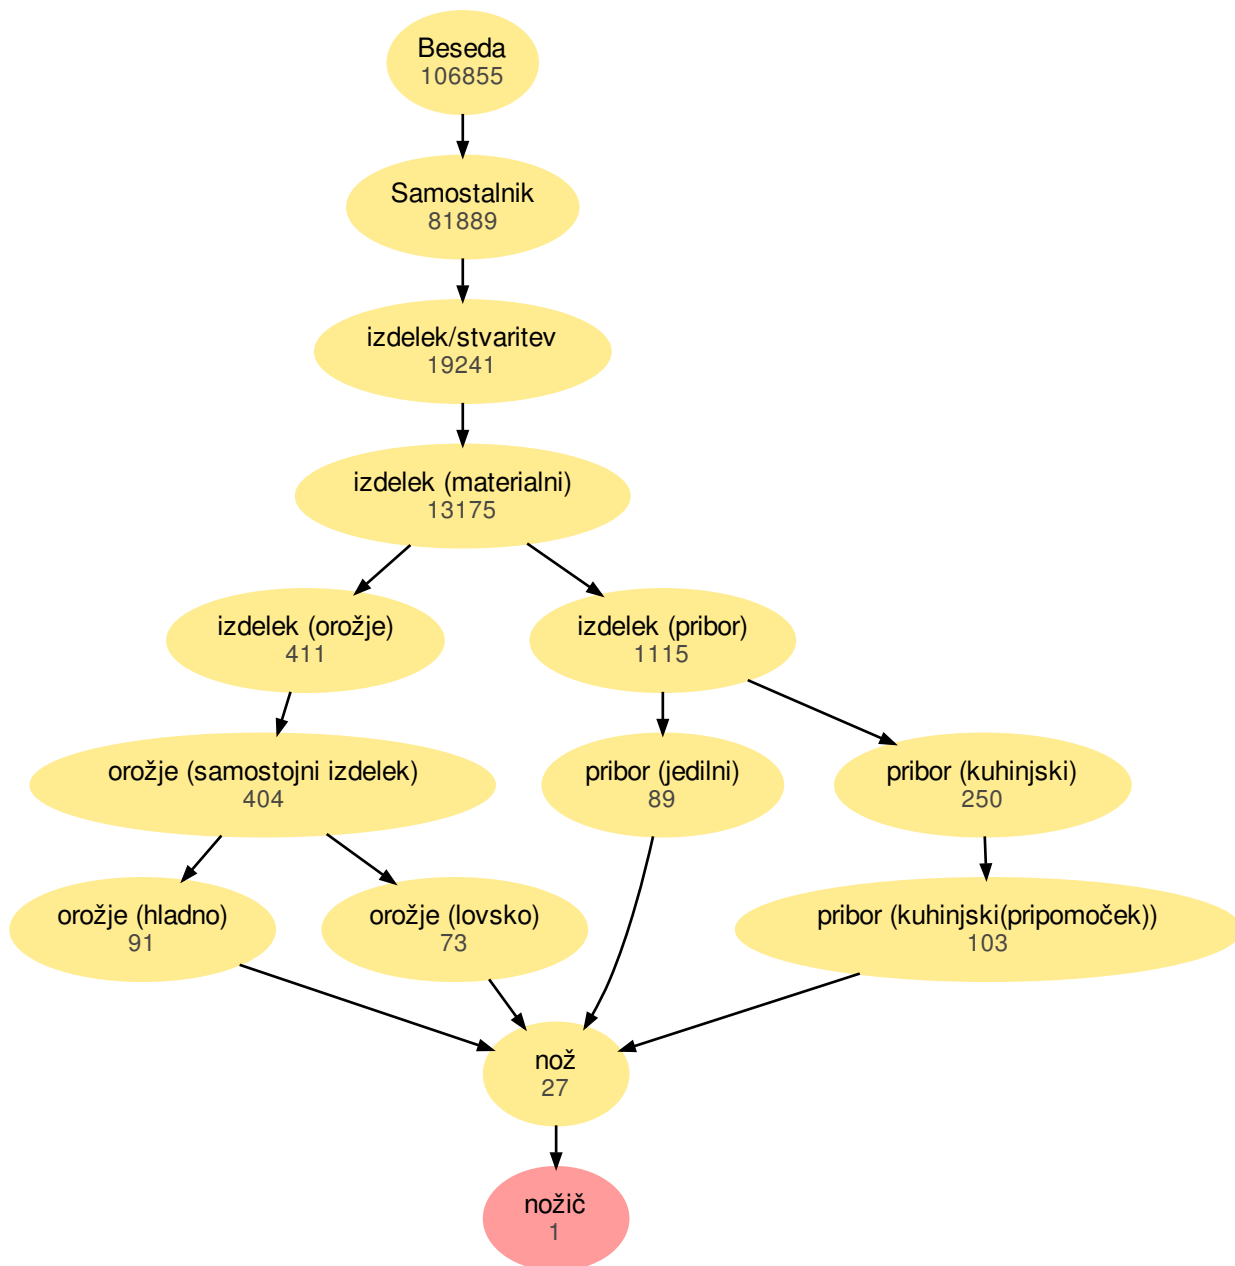 Beseda
106855
Samostalnik
81889
izdelek/stvaritev
19241
izdelek (materialni)
13175
izdelek (orožje)
411
izdelek (pribor)
1115
orožje (samostojni izdelek)
404
pribor (jedilni)
89
pribor (kuhinjski)
250
orožje (hladno)
91
orožje (lovsko)
73
pribor (kuhinjski(pripomoček))
103
nož
27
nožič
1